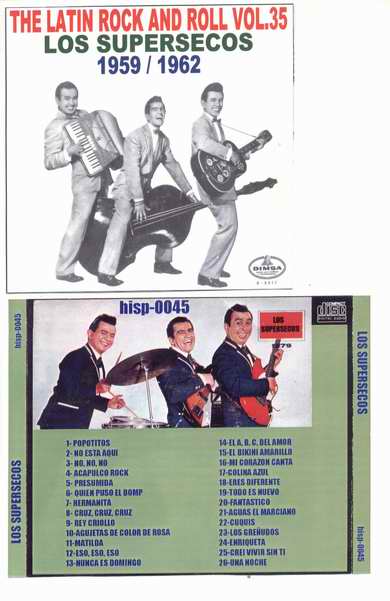 THE LATIN ROCK AND ROLL VOL.35
LOS SUPERSECOS
1959 / 1962
DIMSA
hisp-0045
hisp-0045
LOS SUPERSECOS
LOS
SUPERSECOS
1979
COMPACT
disc
DIGITAL AUDIO
1- POPOTITOS
2- NO ESTA AQUI
3- NO, NO, NO
4- ACAPULCO ROCK
5- PRESUMIDA
6- QUIEN PUSO EL BOMP
7- HERMANITA
8- CRUZ, CRUZ, CRUZ
9- REY CRIOLLO
10-AGUJETAS DE COLOR DE ROSA
11-MATILDA
12-ESO, ESO, ESO
13-NUNCA ES DOMINGO
14-EL A, B, C, DEL AMOR
15-EL BIKINI AMARILLO
16-MI CORAZON CANTA
17-COLINA AZUL
18-ERES DIFERENTE
19-TODO ES NUEVO
20-FANTASTICO
21-AGUAS EL MARCIANO
22-CUQUIS
23-LOS GREÑUDOS
24-ENRIQUETA
25-CREI VIVIR SIN TI
26-UNA NOCHE
LOS SUPERSECOS
hisp-0045